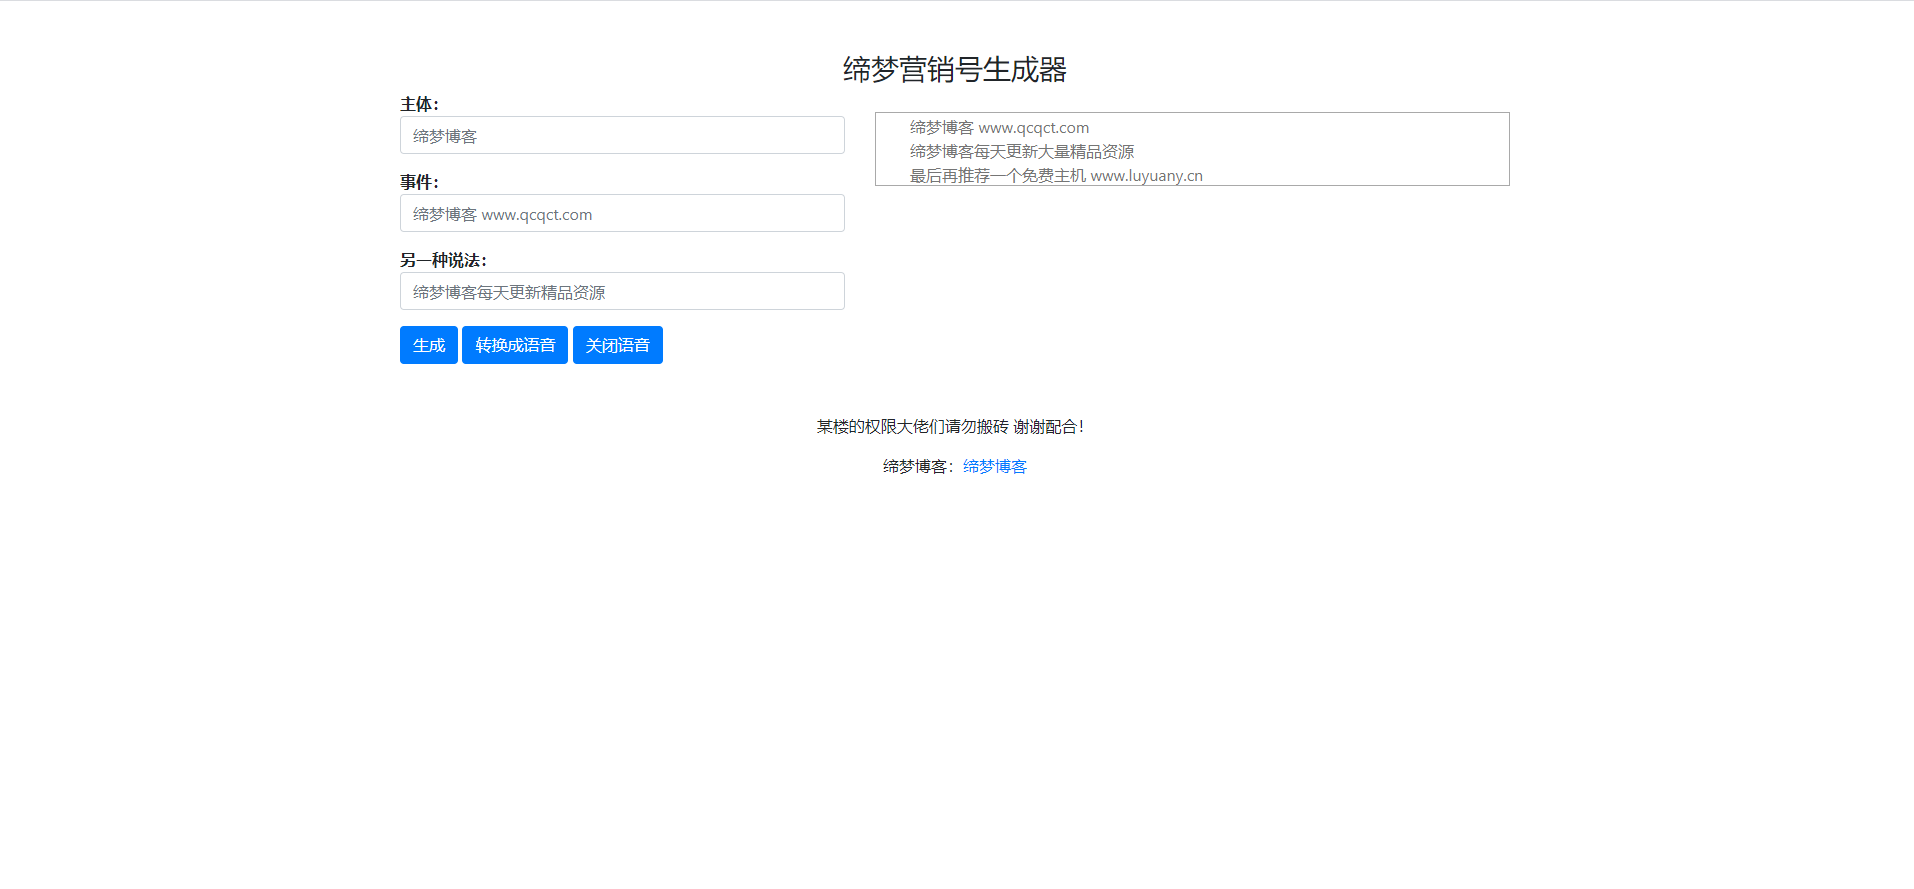 缔梦营销号生成器
主体：
缔梦博客
事件：
缔梦博客 www.qcqct.com
另一种说法：
缔梦博客每天更新精品资源
生成 转换成语音 关闭语音
缔梦博客 www.qcqct.com
缔梦博客每天更新大量精品资源
最后再推荐一个免费主机 www.luyuany.cn
某楼的权限大佬们请勿搬砖 谢谢配合！
缔梦博客：缔梦博客